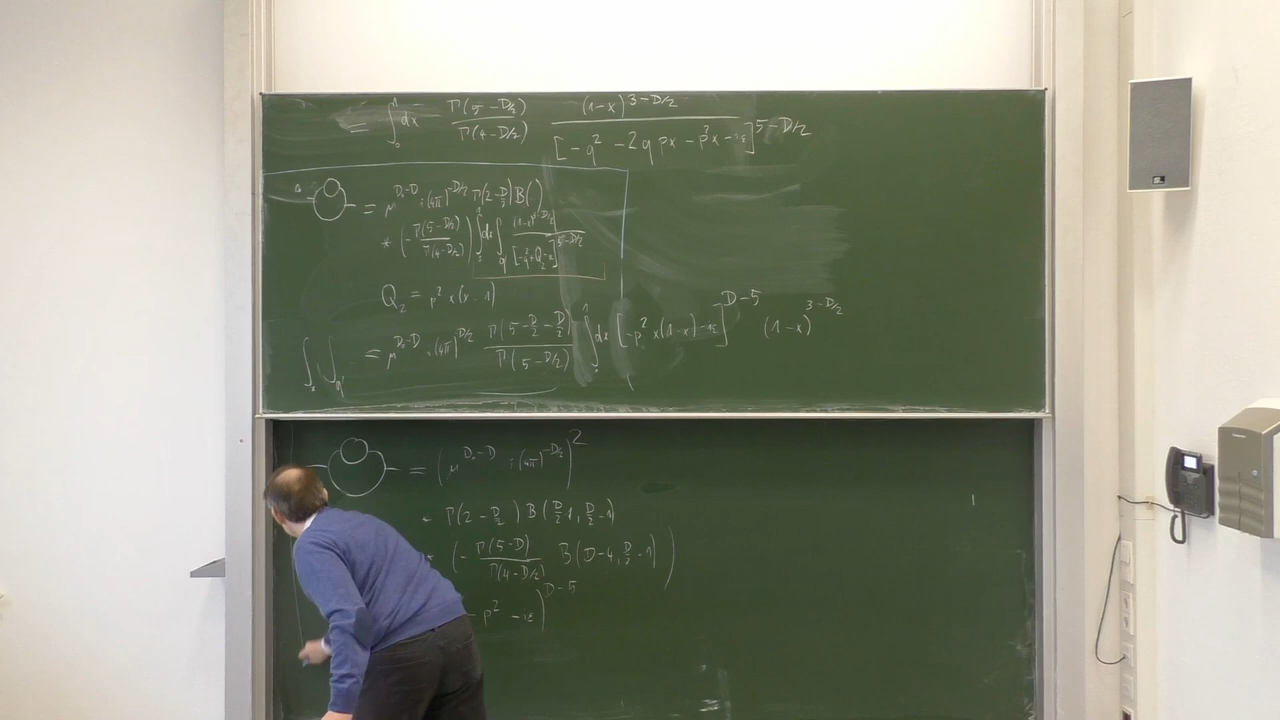 = ∫₀¹ dx Γ(5-D/2)/Γ(4-D/2) (1-x)^{3-D/2}/[-q² -2qpx -p²x -iε]^{5-D/2}
= μ^{D₀-D} i(4π)^{-D/2} Γ(2-D/2) B( )
* (-Γ(5-D/2)/Γ(4-D/2)) ∫₀¹ dx ∫_q (1-x)^{3-D/2}/[-q²+Q₂-iε]^{5-D/2}
Q₂ = p² x(x-1)
∫_x ∫_q = μ^{D₀-D} i(4π)^{D/2} Γ(5-D/2-D/2)/Γ(5-D/2) ∫₀¹ dx [-p² x(1-x) -iε]^{D-5} (1-x)^{3-D/2}
= (μ^{D₀-D} i(4π)^{-D/2})²
* Γ(2-D/2) B(D/2-1, D/2-1)
* (-Γ(5-D)/Γ(4-D/2) B(D-4, D/2-1))
- p² -iε)^{D-5}